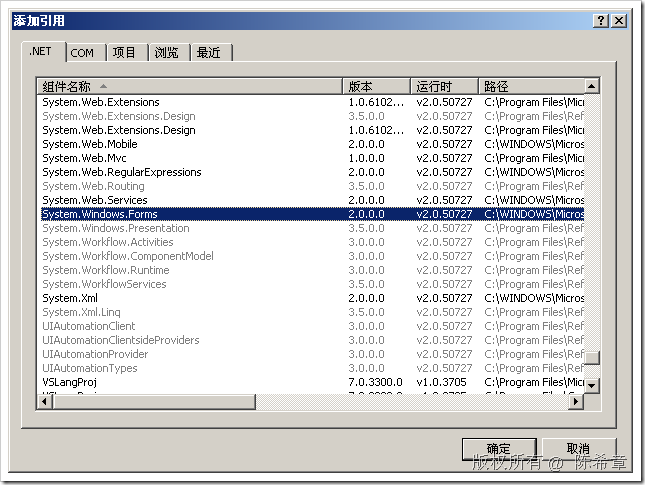 添加引用
.NET COM 项目 浏览 最近
组件名称 版本 运行时 路径
System.Web.Extensions 1.0.6102... v2.0.50727 C:\Program Files\Micr
System.Web.Extensions.Design 3.5.0.0 v2.0.50727 C:\Program Files\Ref
System.Web.Extensions.Design 1.0.6102... v2.0.50727 C:\Program Files\Micr
System.Web.Mobile 2.0.0.0 v2.0.50727 C:\WINDOWS\Micros
System.Web.Mvc 1.0.0.0 v2.0.50727 C:\Program Files\Micr
System.Web.RegularExpressions 2.0.0.0 v2.0.50727 C:\WINDOWS\Micros
System.Web.Routing 3.5.0.0 v2.0.50727 C:\Program Files\Ref
System.Web.Services 2.0.0.0 v2.0.50727 C:\WINDOWS\Micros
System.Windows.Forms 2.0.0.0 v2.0.50727 C:\WINDOWS\Micros
System.Windows.Presentation 3.5.0.0 v2.0.50727 C:\Program Files\Ref
System.Workflow.Activities 3.0.0.0 v2.0.50727 C:\Program Files\Ref
System.Workflow.ComponentModel 3.0.0.0 v2.0.50727 C:\Program Files\Ref
System.Workflow.Runtime 3.0.0.0 v2.0.50727 C:\Program Files\Ref
System.WorkflowServices 3.5.0.0 v2.0.50727 C:\Program Files\Ref
System.Xml 2.0.0.0 v2.0.50727 C:\WINDOWS\Micros
System.Xml.Linq 3.5.0.0 v2.0.50727 C:\Program Files\Ref
UIAutomationClient 3.0.0.0 v2.0.50727 C:\Program Files\Ref
UIAutomationClientsideProviders 3.0.0.0 v2.0.50727 C:\Program Files\Ref
UIAutomationProvider 3.0.0.0 v2.0.50727 C:\Program Files\Ref
UIAutomationTypes 3.0.0.0 v2.0.50727 C:\Program Files\Ref
VSLangProj 7.0.3300.0 v1.0.3705 C:\Program Files\Micr
确定 取消
版权所有 @ 陈希章